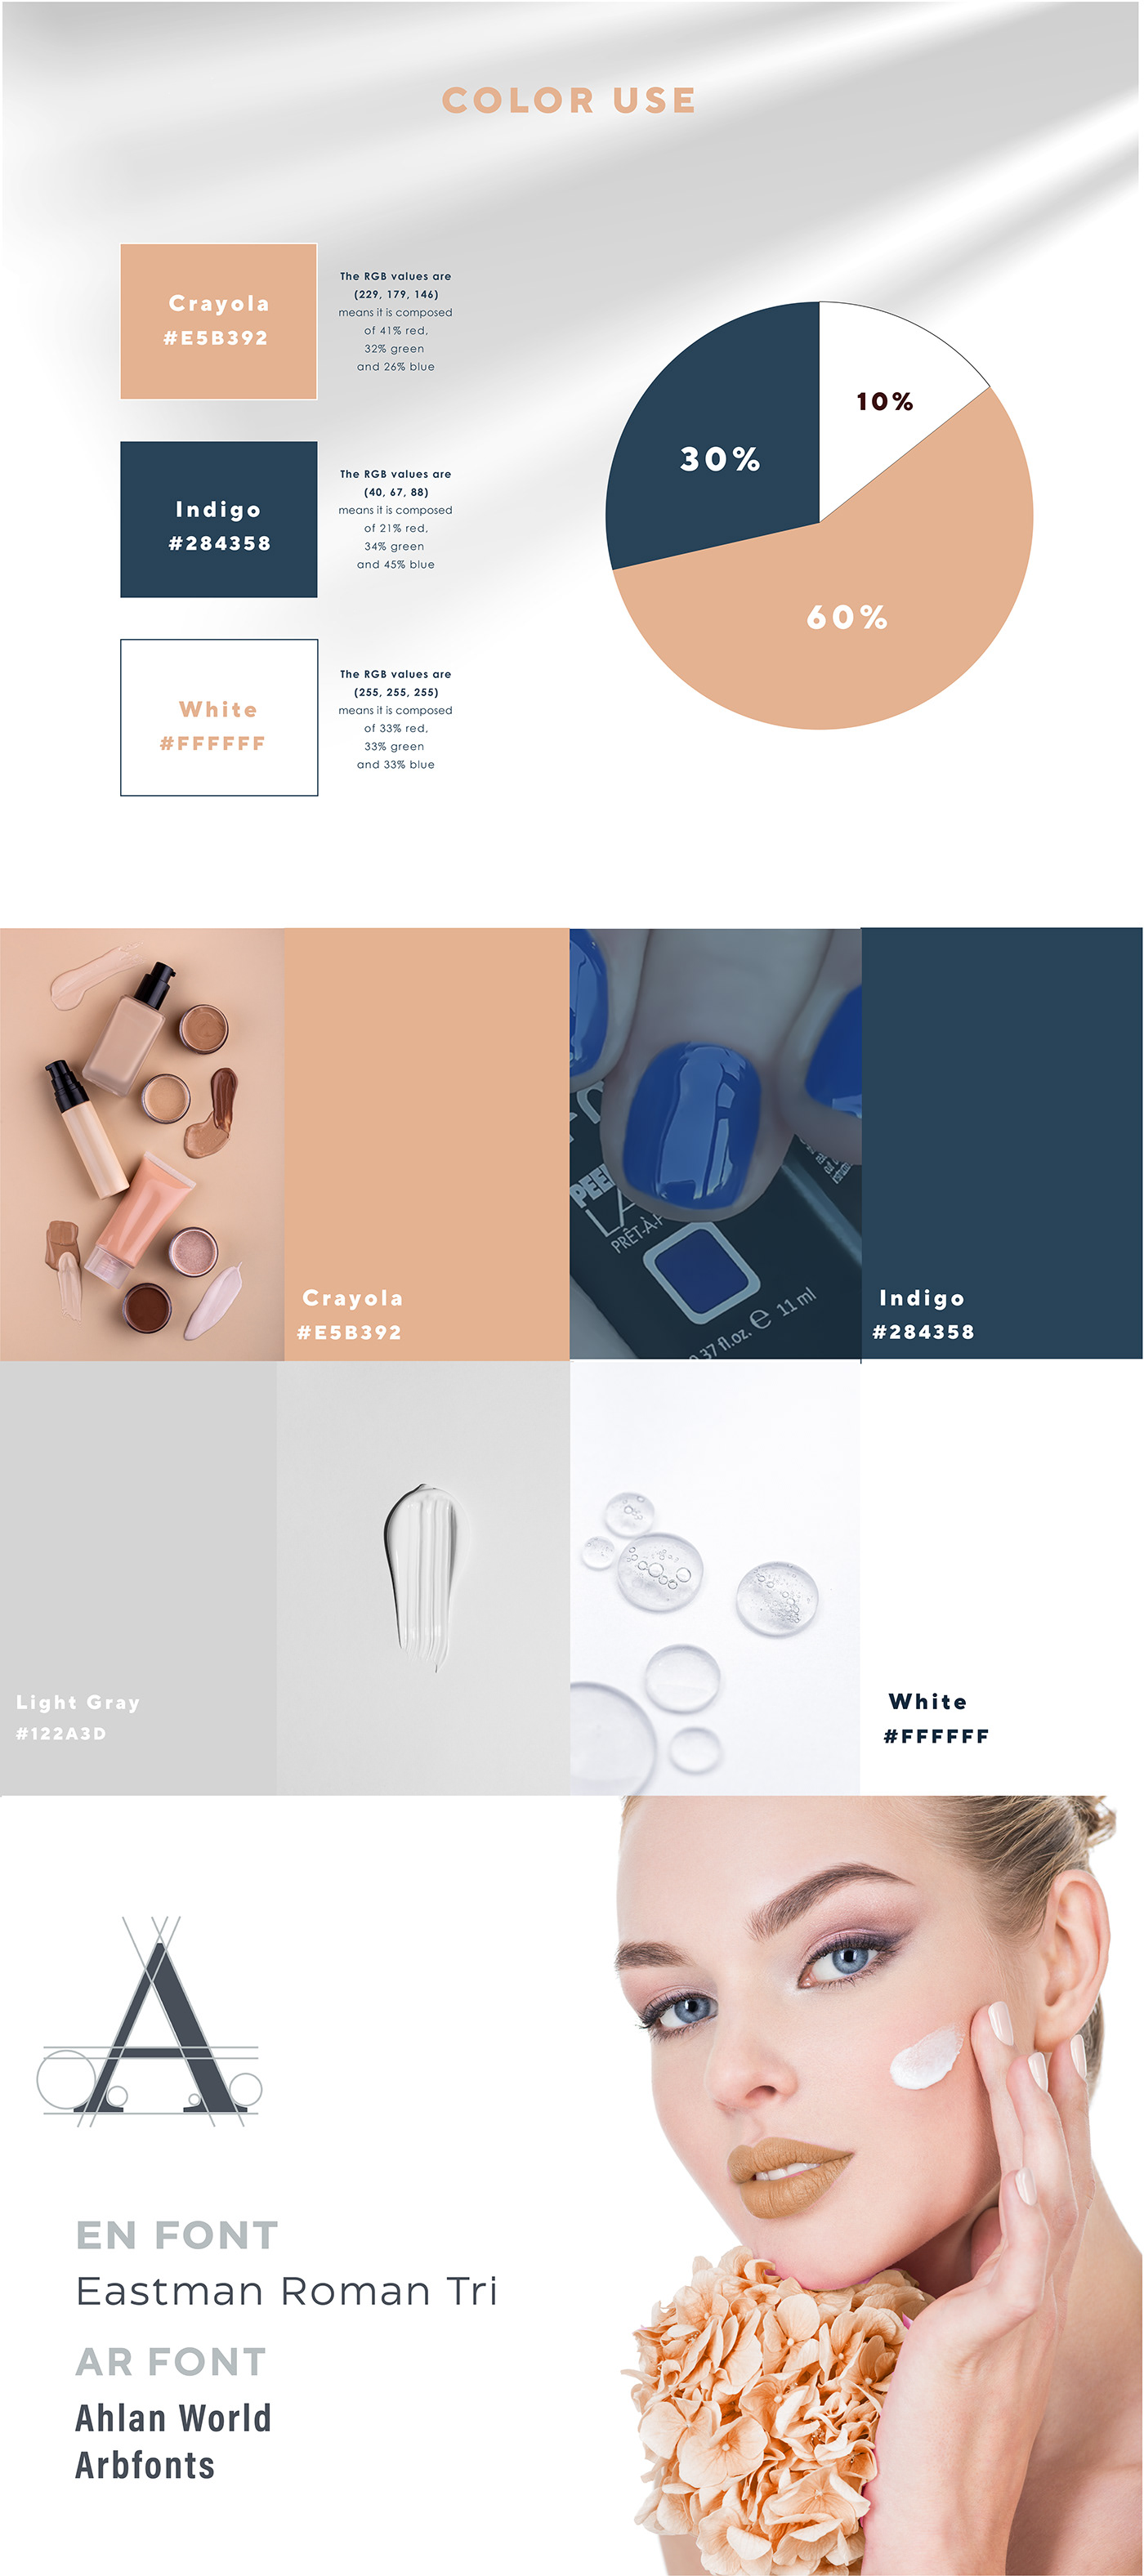 COLOR USE
Crayola
#E5B392
The RGB values are
(229, 179, 146)
means it is composed
of 41% red,
32% green
and 26% blue
Indigo
#284358
The RGB values are
(40, 67, 88)
means it is composed
of 21% red,
34% green
and 45% blue
White
#FFFFFF
The RGB values are
(255, 255, 255)
means it is composed
of 33% red,
33% green
and 33% blue
10%
30%
60%
Crayola
#E5B392
PRÊT-À-P
0.37 fl.oz. e 11 ml
Indigo
#284358
Light Gray
#122A3D
White
#FFFFFF
A
EN FONT
Eastman Roman Tri
AR FONT
Ahlan World
Arbfonts